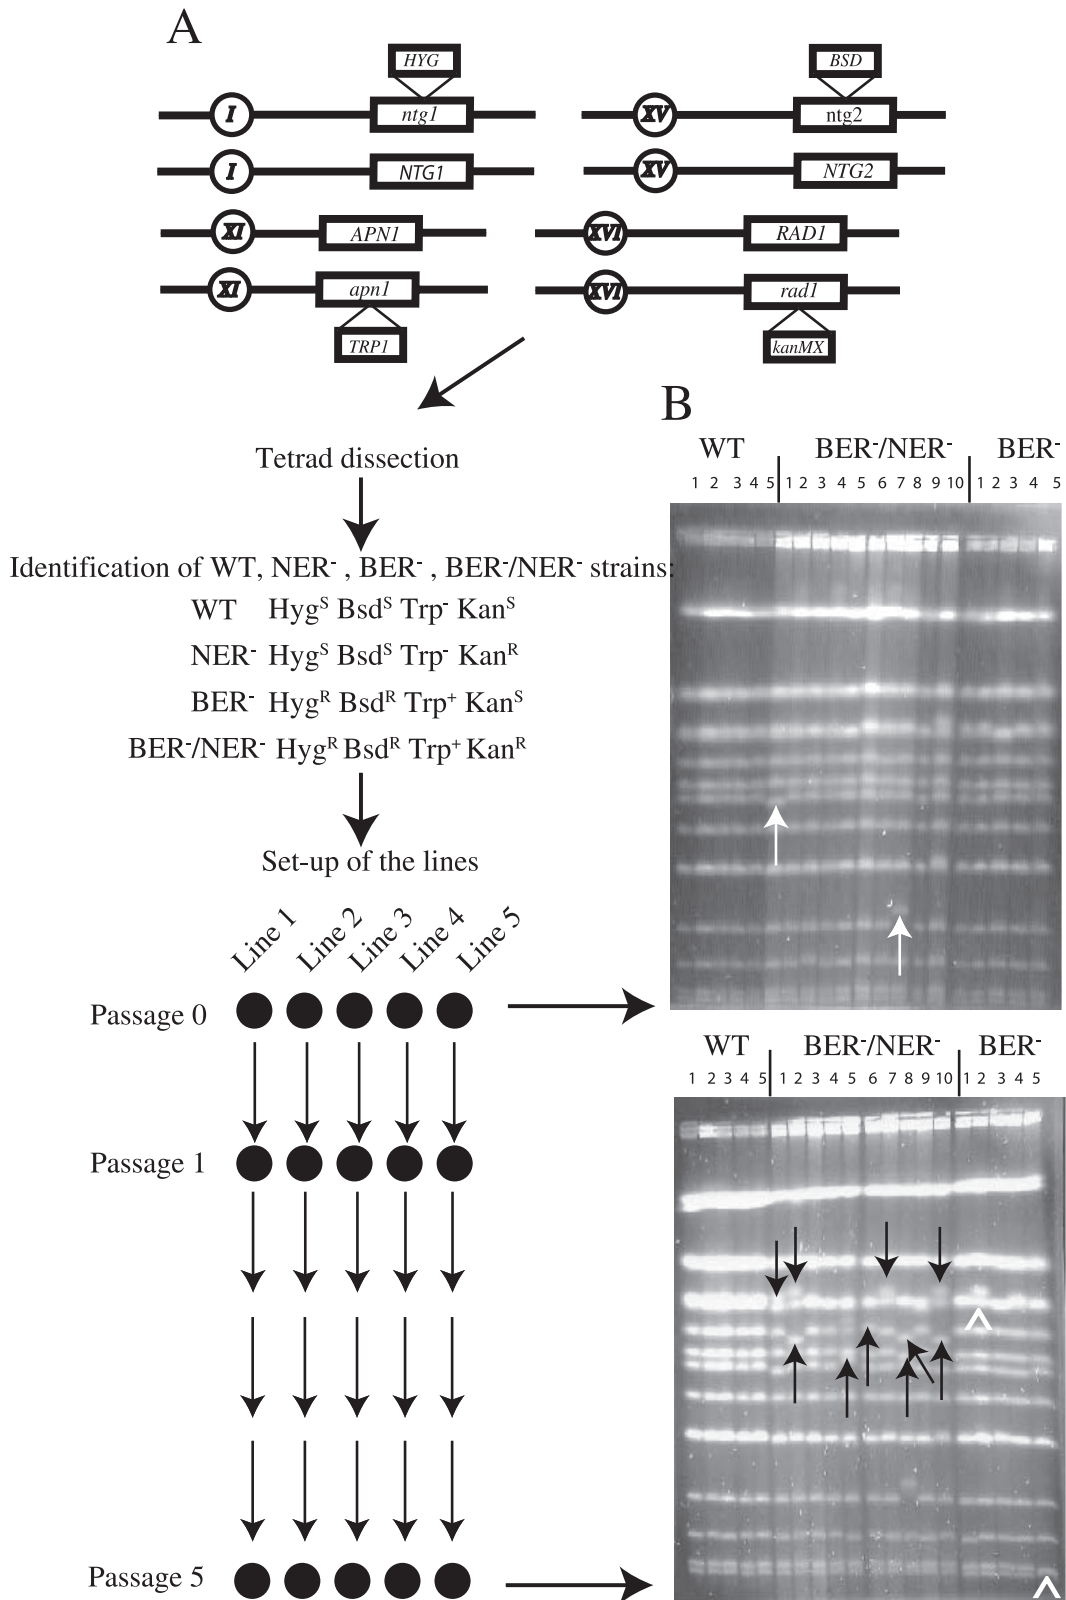 A
HYG
BSD
I
ntg1
XV
ntg2
I
NTG1
XV
NTG2
XI
APN1
XVI
RAD1
XI
apn1
XVI
rad1
TRP1
kanMX
Tetrad dissection
Identification of WT, NER⁻ , BER⁻ , BER⁻/NER⁻ strains:
WT Hygˢ Bsdˢ Trp⁻ Kanˢ
NER⁻ Hygˢ Bsdˢ Trp⁻ Kanᴿ
BER⁻ Hygᴿ Bsdᴿ Trp⁺ Kanˢ
BER⁻/NER⁻ Hygᴿ Bsdᴿ Trp⁺ Kanᴿ
Set-up of the lines
Line 1
Line 2
Line 3
Line 4
Line 5
Passage 0
Passage 1
Passage 5
B
WT BER⁻/NER⁻ BER⁻
1 2 3 4 5 1 2 3 4 5 6 7 8 9 10 1 2 3 4 5
WT BER⁻/NER⁻ BER⁻
1 2 3 4 5 1 2 3 4 5 6 7 8 9 10 1 2 3 4 5